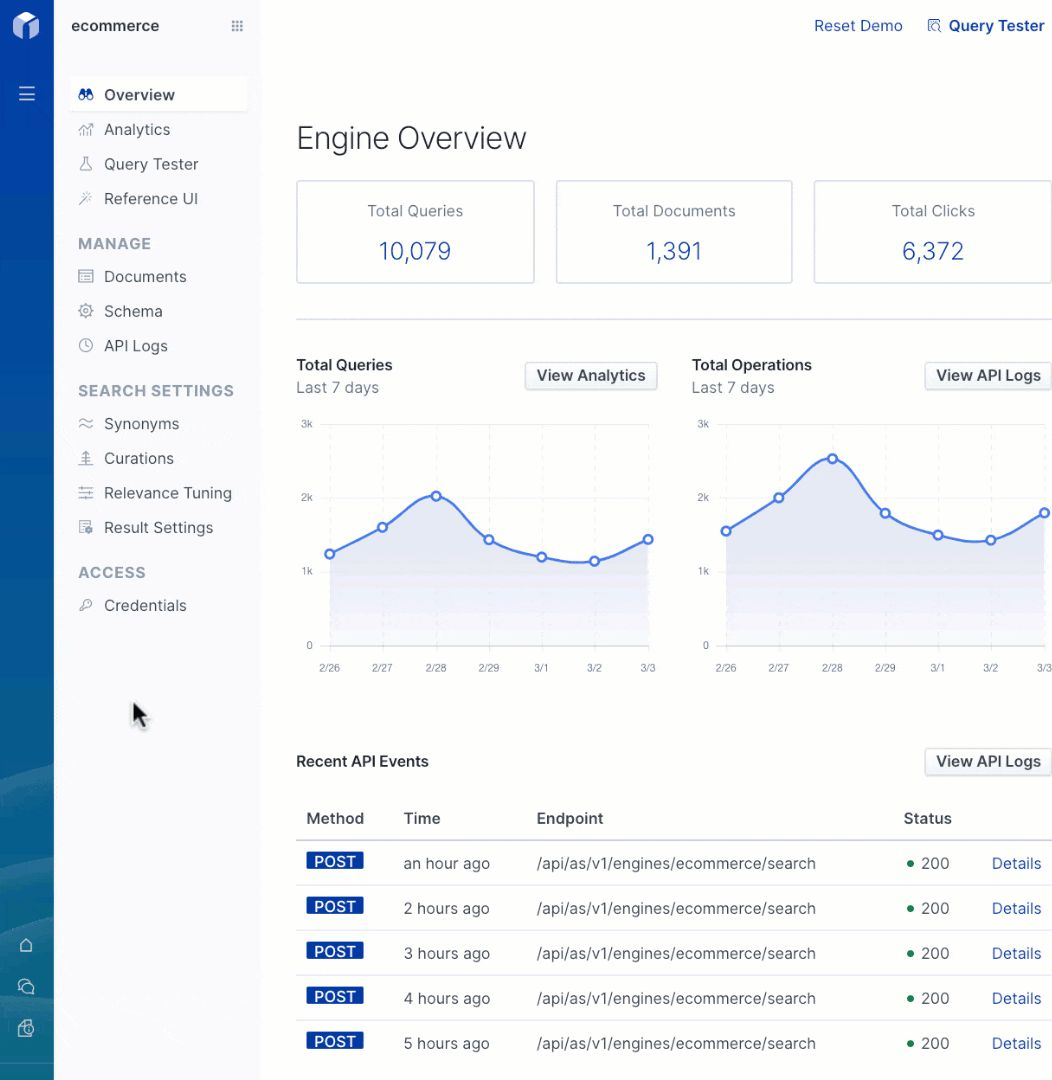 ecommerce
Reset Demo
Query Tester
Overview
Analytics
Query Tester
Reference UI
MANAGE
Documents
Schema
API Logs
SEARCH SETTINGS
Synonyms
Curations
Relevance Tuning
Result Settings
ACCESS
Credentials
Engine Overview
Total Queries
10,079
Total Documents
1,391
Total Clicks
6,372
Total Queries
Last 7 days
View Analytics
3k
2k
1k
0
2/26 2/27 2/28 2/29 3/1 3/2 3/3
Total Operations
Last 7 days
View API Logs
3k
2k
1k
0
2/26 2/27 2/28 2/29 3/1 3/2 3/3
Recent API Events
View API Logs
Method Time Endpoint Status
POST an hour ago /api/as/v1/engines/ecommerce/search 200 Details
POST 2 hours ago /api/as/v1/engines/ecommerce/search 200 Details
POST 3 hours ago /api/as/v1/engines/ecommerce/search 200 Details
POST 4 hours ago /api/as/v1/engines/ecommerce/search 200 Details
POST 5 hours ago /api/as/v1/engines/ecommerce/search 200 Details